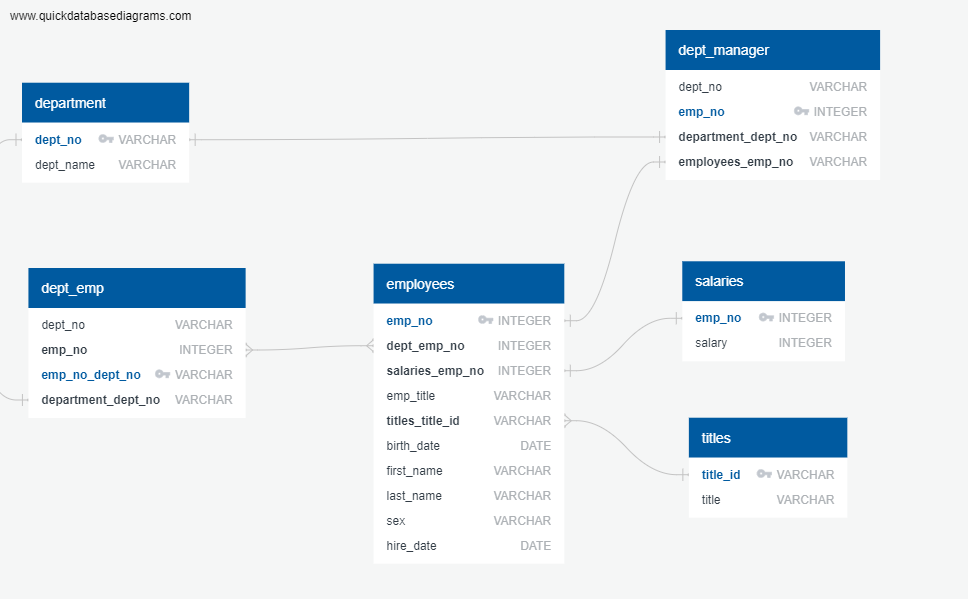 www.quickdatabasediagrams.com
dept_manager
dept_no VARCHAR
emp_no INTEGER
department_dept_no VARCHAR
employees_emp_no VARCHAR
department
dept_no VARCHAR
dept_name VARCHAR
dept_emp
dept_no VARCHAR
emp_no INTEGER
emp_no_dept_no VARCHAR
department_dept_no VARCHAR
employees
emp_no INTEGER
dept_emp_no INTEGER
salaries_emp_no INTEGER
emp_title VARCHAR
titles_title_id VARCHAR
birth_date DATE
first_name VARCHAR
last_name VARCHAR
sex VARCHAR
hire_date DATE
salaries
emp_no INTEGER
salary INTEGER
titles
title_id VARCHAR
title VARCHAR